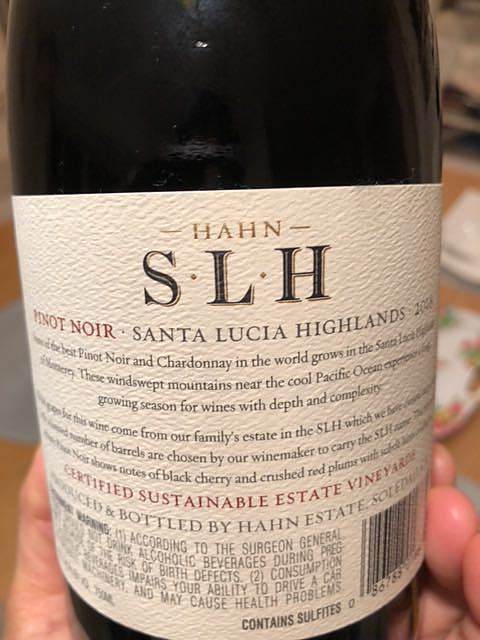 — HAHN —
S·L·H
PINOT NOIR · SANTA LUCIA HIGHLANDS ·
of the best Pinot Noir and Chardonnay in the world grows in the Santa Lucia
of Monterey. These windswept mountains near the cool Pacific Ocean experience a long
growing season for wines with depth and complexity.
grapes for this wine come from our family's estate in the SLH which we have
number of barrels are chosen by our winemaker to carry the SLH name.
Pinot Noir shows notes of black cherry and crushed red plums with
CERTIFIED SUSTAINABLE ESTATE VINEYARDS
PRODUCED & BOTTLED BY HAHN ESTATE, SOLEDAD,
WARNING: (1) ACCORDING TO THE SURGEON GENERAL,
NOT DRINK ALCOHOLIC BEVERAGES DURING PREG-
OF THE RISK OF BIRTH DEFECTS. (2) CONSUMPTION
BEVERAGES IMPAIRS YOUR ABILITY TO DRIVE A CAR
MACHINERY, AND MAY CAUSE HEALTH PROBLEMS
750ML
CONTAINS SULFITES 0